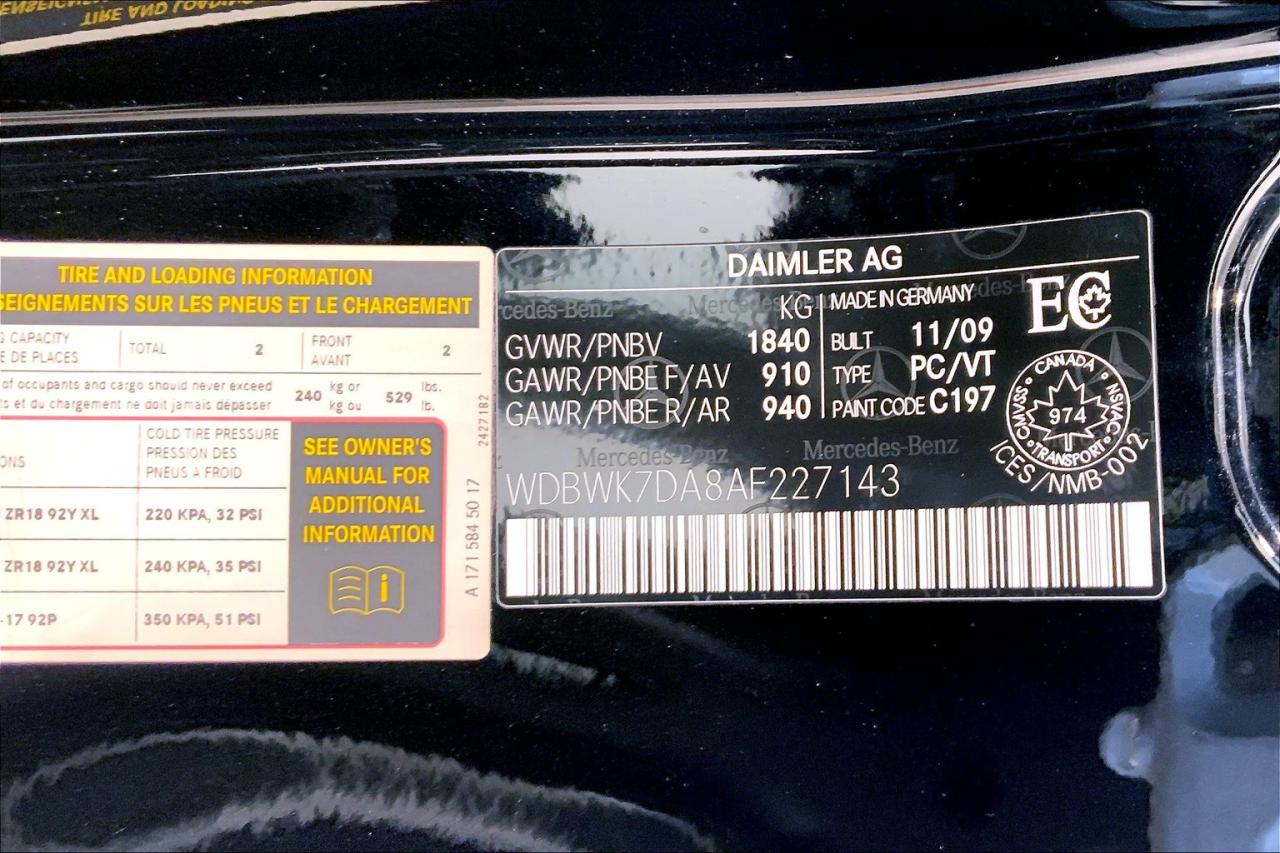 TIRE AND LOADING INFORMATION
SEIGNEMENTS SUR LES PNEUS ET LE CHARGEMENT
CAPACITY
E DE PLACES
TOTAL
2
FRONT
AVANT
2
of occupants and cargo should never exceed
ts et du chargement ne doit jamais dépasser
240
kg or
kg ou
529
lbs.
lb.
ONS
COLD TIRE PRESSURE
PRESSION DES
PNEUS A FROID
ZR18 92Y XL
220 KPA, 32 PSI
ZR18 92Y XL
240 KPA, 35 PSI
-17 92P
350 KPA, 51 PSI
SEE OWNER'S
MANUAL FOR
ADDITIONAL
INFORMATION
A 171 584 50 17
2427182
DAIMLER AG
KG
GVWR/PNBV 1840
GAWR/PNBE F/AV 910
GAWR/PNBE R/AR 940
MADE IN GERMANY
BUILT 11/09
TYPE PC/VT
PAINT CODE C197
EC
CANADA
974
TRANSPORT
NSVAC
CMVSS
ICES/NMB-002
Mercedes-Benz
Mercedes-Benz
WDBWK7DA8AF227143